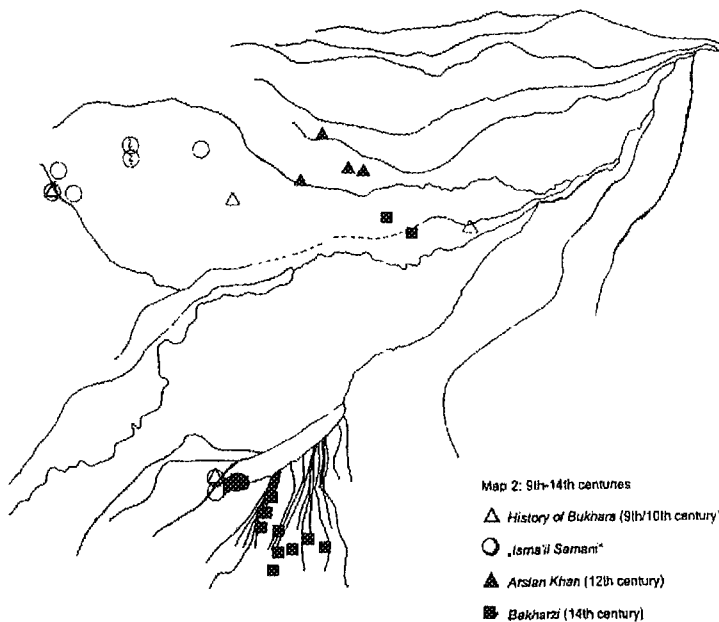 Map 2: 9th-14th centuries
History of Bukhara (9th/10th century)
„Isma'il Samani“
Arslan Khan (12th century)
Bakharzi (14th century)